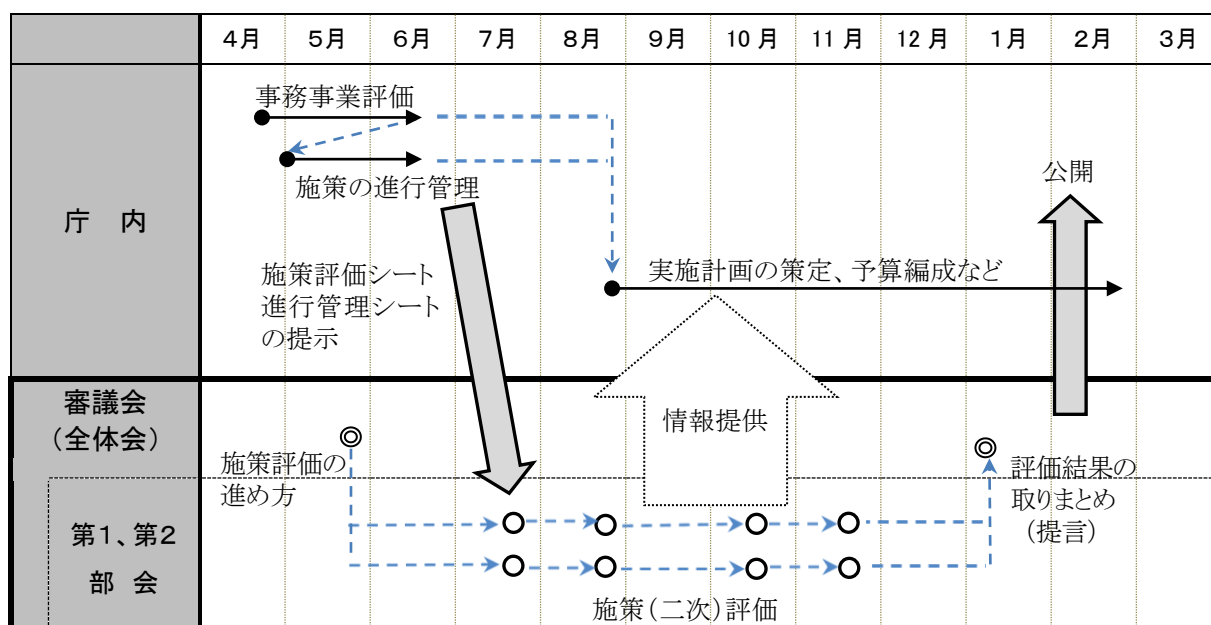 4月 5月 6月 7月 8月 9月 10月 11月 12月 1月 2月 3月
庁 内
事務事業評価
施策の進行管理
施策評価シート
進行管理シート
の提示
実施計画の策定、予算編成など
公開
審議会
(全体会)
施策評価の
進め方
情報提供
評価結果の
取りまとめ
(提言)
第1、第2
部 会
施策(二次)評価